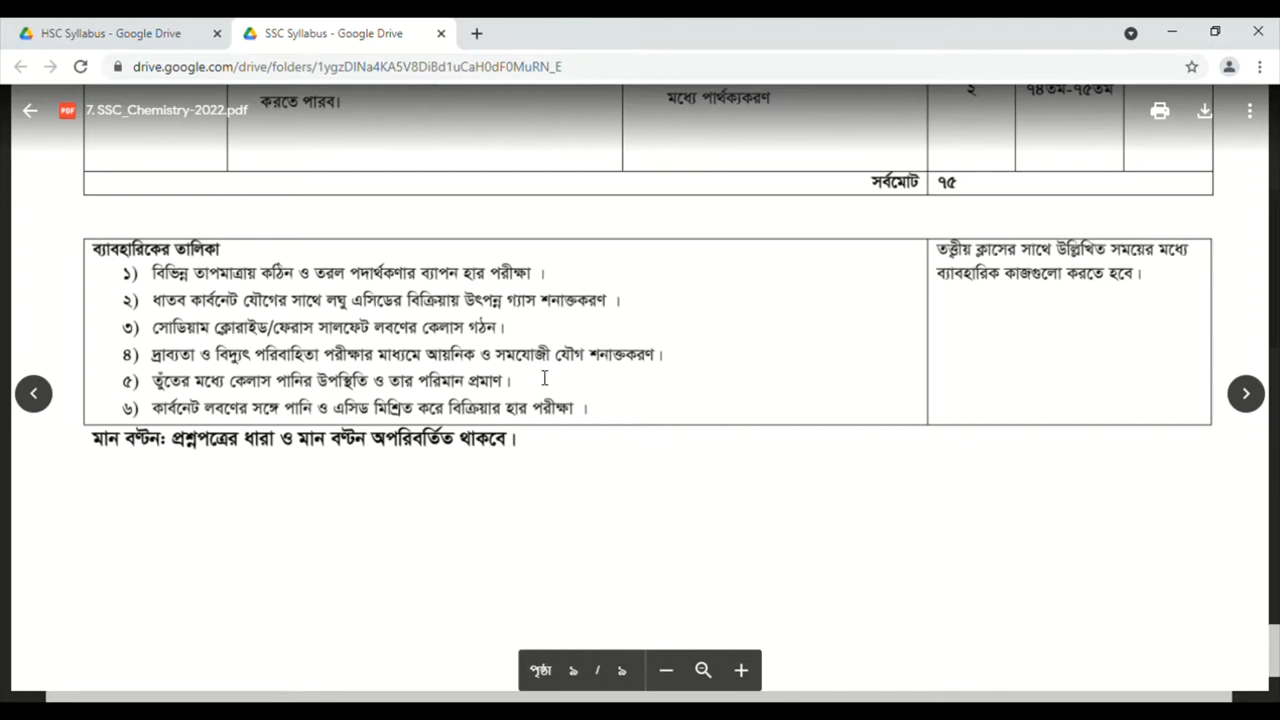 HSC Syllabus - Google Drive
SSC Syllabus - Google Drive
drive.google.com/drive/folders/1ygzDlNa4KA5V8DiBd1uCaH0dF0MuRN_E
করতে পারব।
মধ্যে পার্থক্যকরণ
২
৭৪তম-৭৫তম
PDF
7. SSC_Chemistry-2022.pdf
সর্বমোট
৭৫
ব্যাবহারিকের তালিকা
১) বিভিন্ন তাপমাত্রায় কঠিন ও তরল পদার্থকণার ব্যাপন হার পরীক্ষা ।
২) ধাতব কার্বনেট যৌগের সাথে লঘু এসিডের বিক্রিয়ায় উৎপন্ন গ্যাস শনাক্তকরণ ।
৩) সোডিয়াম ক্লোরাইড/ফেরাস সালফেট লবণের কেলাস গঠন।
৪) দ্রাব্যতা ও বিদ্যুৎ পরিবাহিতা পরীক্ষার মাধ্যমে আয়নিক ও সমযোজী যৌগ শনাক্তকরণ।
৫) তুঁতের মধ্যে কেলাস পানির উপস্থিতি ও তার পরিমান প্রমাণ।
৬) কার্বনেট লবণের সঙ্গে পানি ও এসিড মিশ্রিত করে বিক্রিয়ার হার পরীক্ষা ।
তত্ত্বীয় ক্লাসের সাথে উল্লিখিত সময়ের মধ্যে
ব্যাবহারিক কাজগুলো করতে হবে।
মান বণ্টন: প্রশ্নপত্রের ধারা ও মান বণ্টন অপরিবর্তিত থাকবে।
পৃষ্ঠা ৯ / ৯